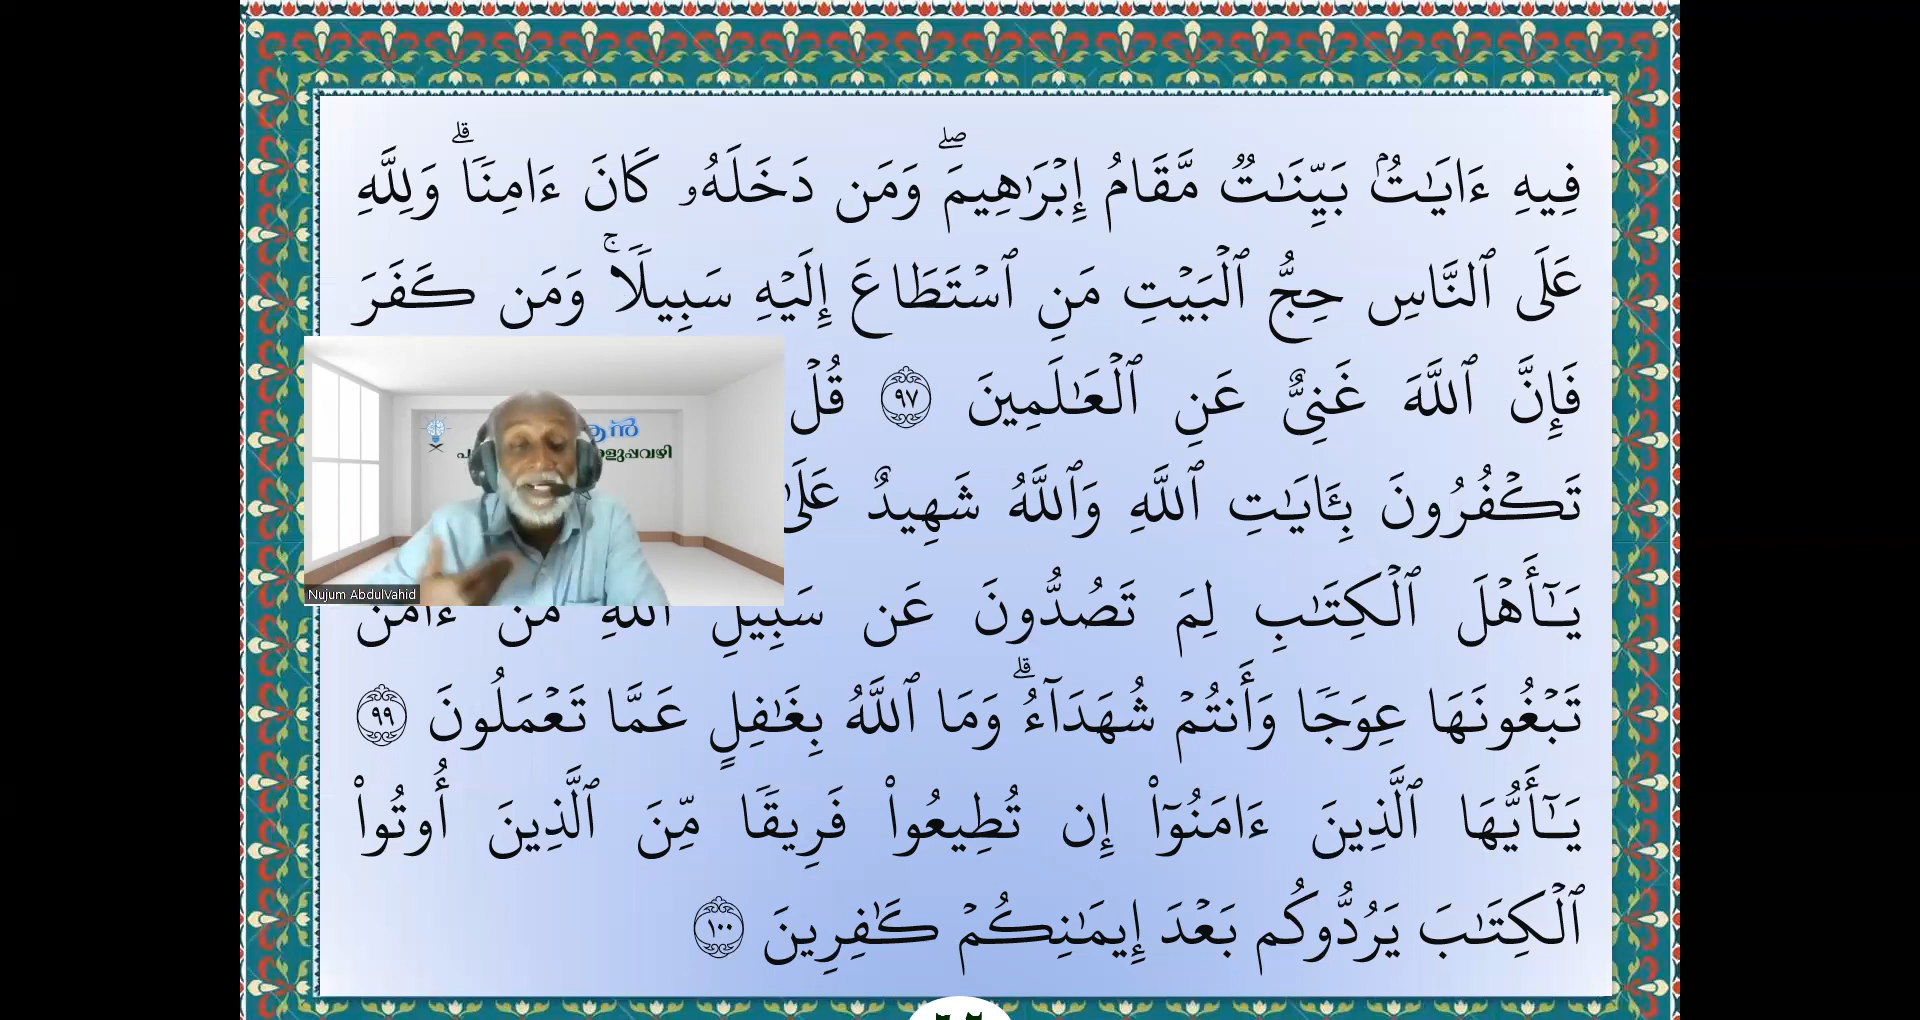 فِيهِ ءَايَٰتُۢ بَيِّنَٰتٞ مَّقَامُ إِبۡرَٰهِيمَۖ وَمَن دَخَلَهُۥ كَانَ ءَامِنٗاۗ وَلِلَّهِ
عَلَى ٱلنَّاسِ حِجُّ ٱلۡبَيۡتِ مَنِ ٱسۡتَطَاعَ إِلَيۡهِ سَبِيلٗاۚ وَمَن كَفَرَ
فَإِنَّ ٱللَّهَ غَنِيٌّ عَنِ ٱلۡعَٰلَمِينَ ٩٧ قُلۡ
تَكۡفُرُونَ بِـَٔايَٰتِ ٱللَّهِ وَٱللَّهُ شَهِيدٌ عَلَىٰ
يَٰٓأَهۡلَ ٱلۡكِتَٰبِ لِمَ تَصُدُّونَ عَن سَبِيلِ ٱللَّهِ مَنۡ ءَامَنَ
تَبۡغُونَهَا عِوَجٗا وَأَنتُمۡ شُهَدَآءُۗ وَمَا ٱللَّهُ بِغَٰفِلٍ عَمَّا تَعۡمَلُونَ ٩٩
يَٰٓأَيُّهَا ٱلَّذِينَ ءَامَنُوٓاْ إِن تُطِيعُواْ فَرِيقٗا مِّنَ ٱلَّذِينَ أُوتُواْ
ٱلۡكِتَٰبَ يَرُدُّوكُم بَعۡدَ إِيمَٰنِكُمۡ كَٰفِرِينَ ١٠٠
Nujum AbdulVahid